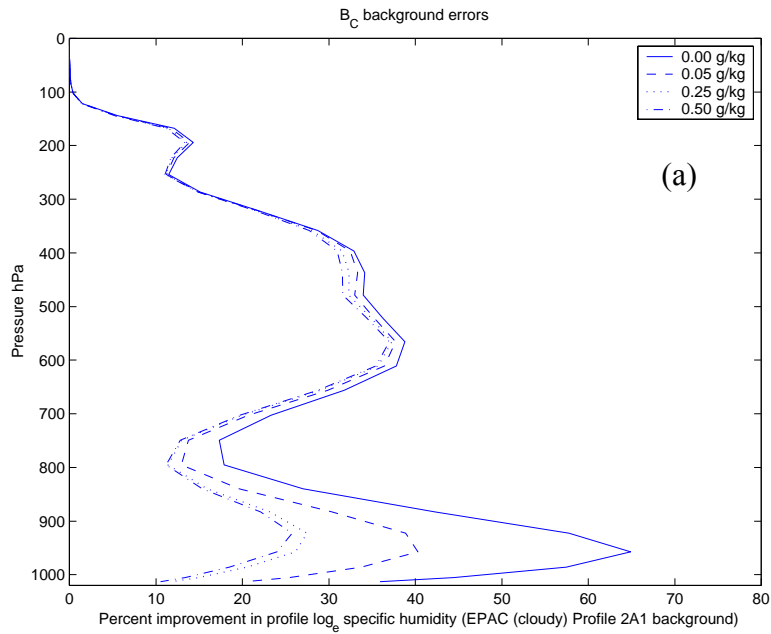 B_C background errors
0
100
200
300
400
500
600
700
800
900
1000
Pressure hPa
0.00 g/kg
0.05 g/kg
0.25 g/kg
0.50 g/kg
(a)
0 10 20 30 40 50 60 70 80
Percent improvement in profile log_e specific humidity (EPAC (cloudy) Profile 2A1 background)